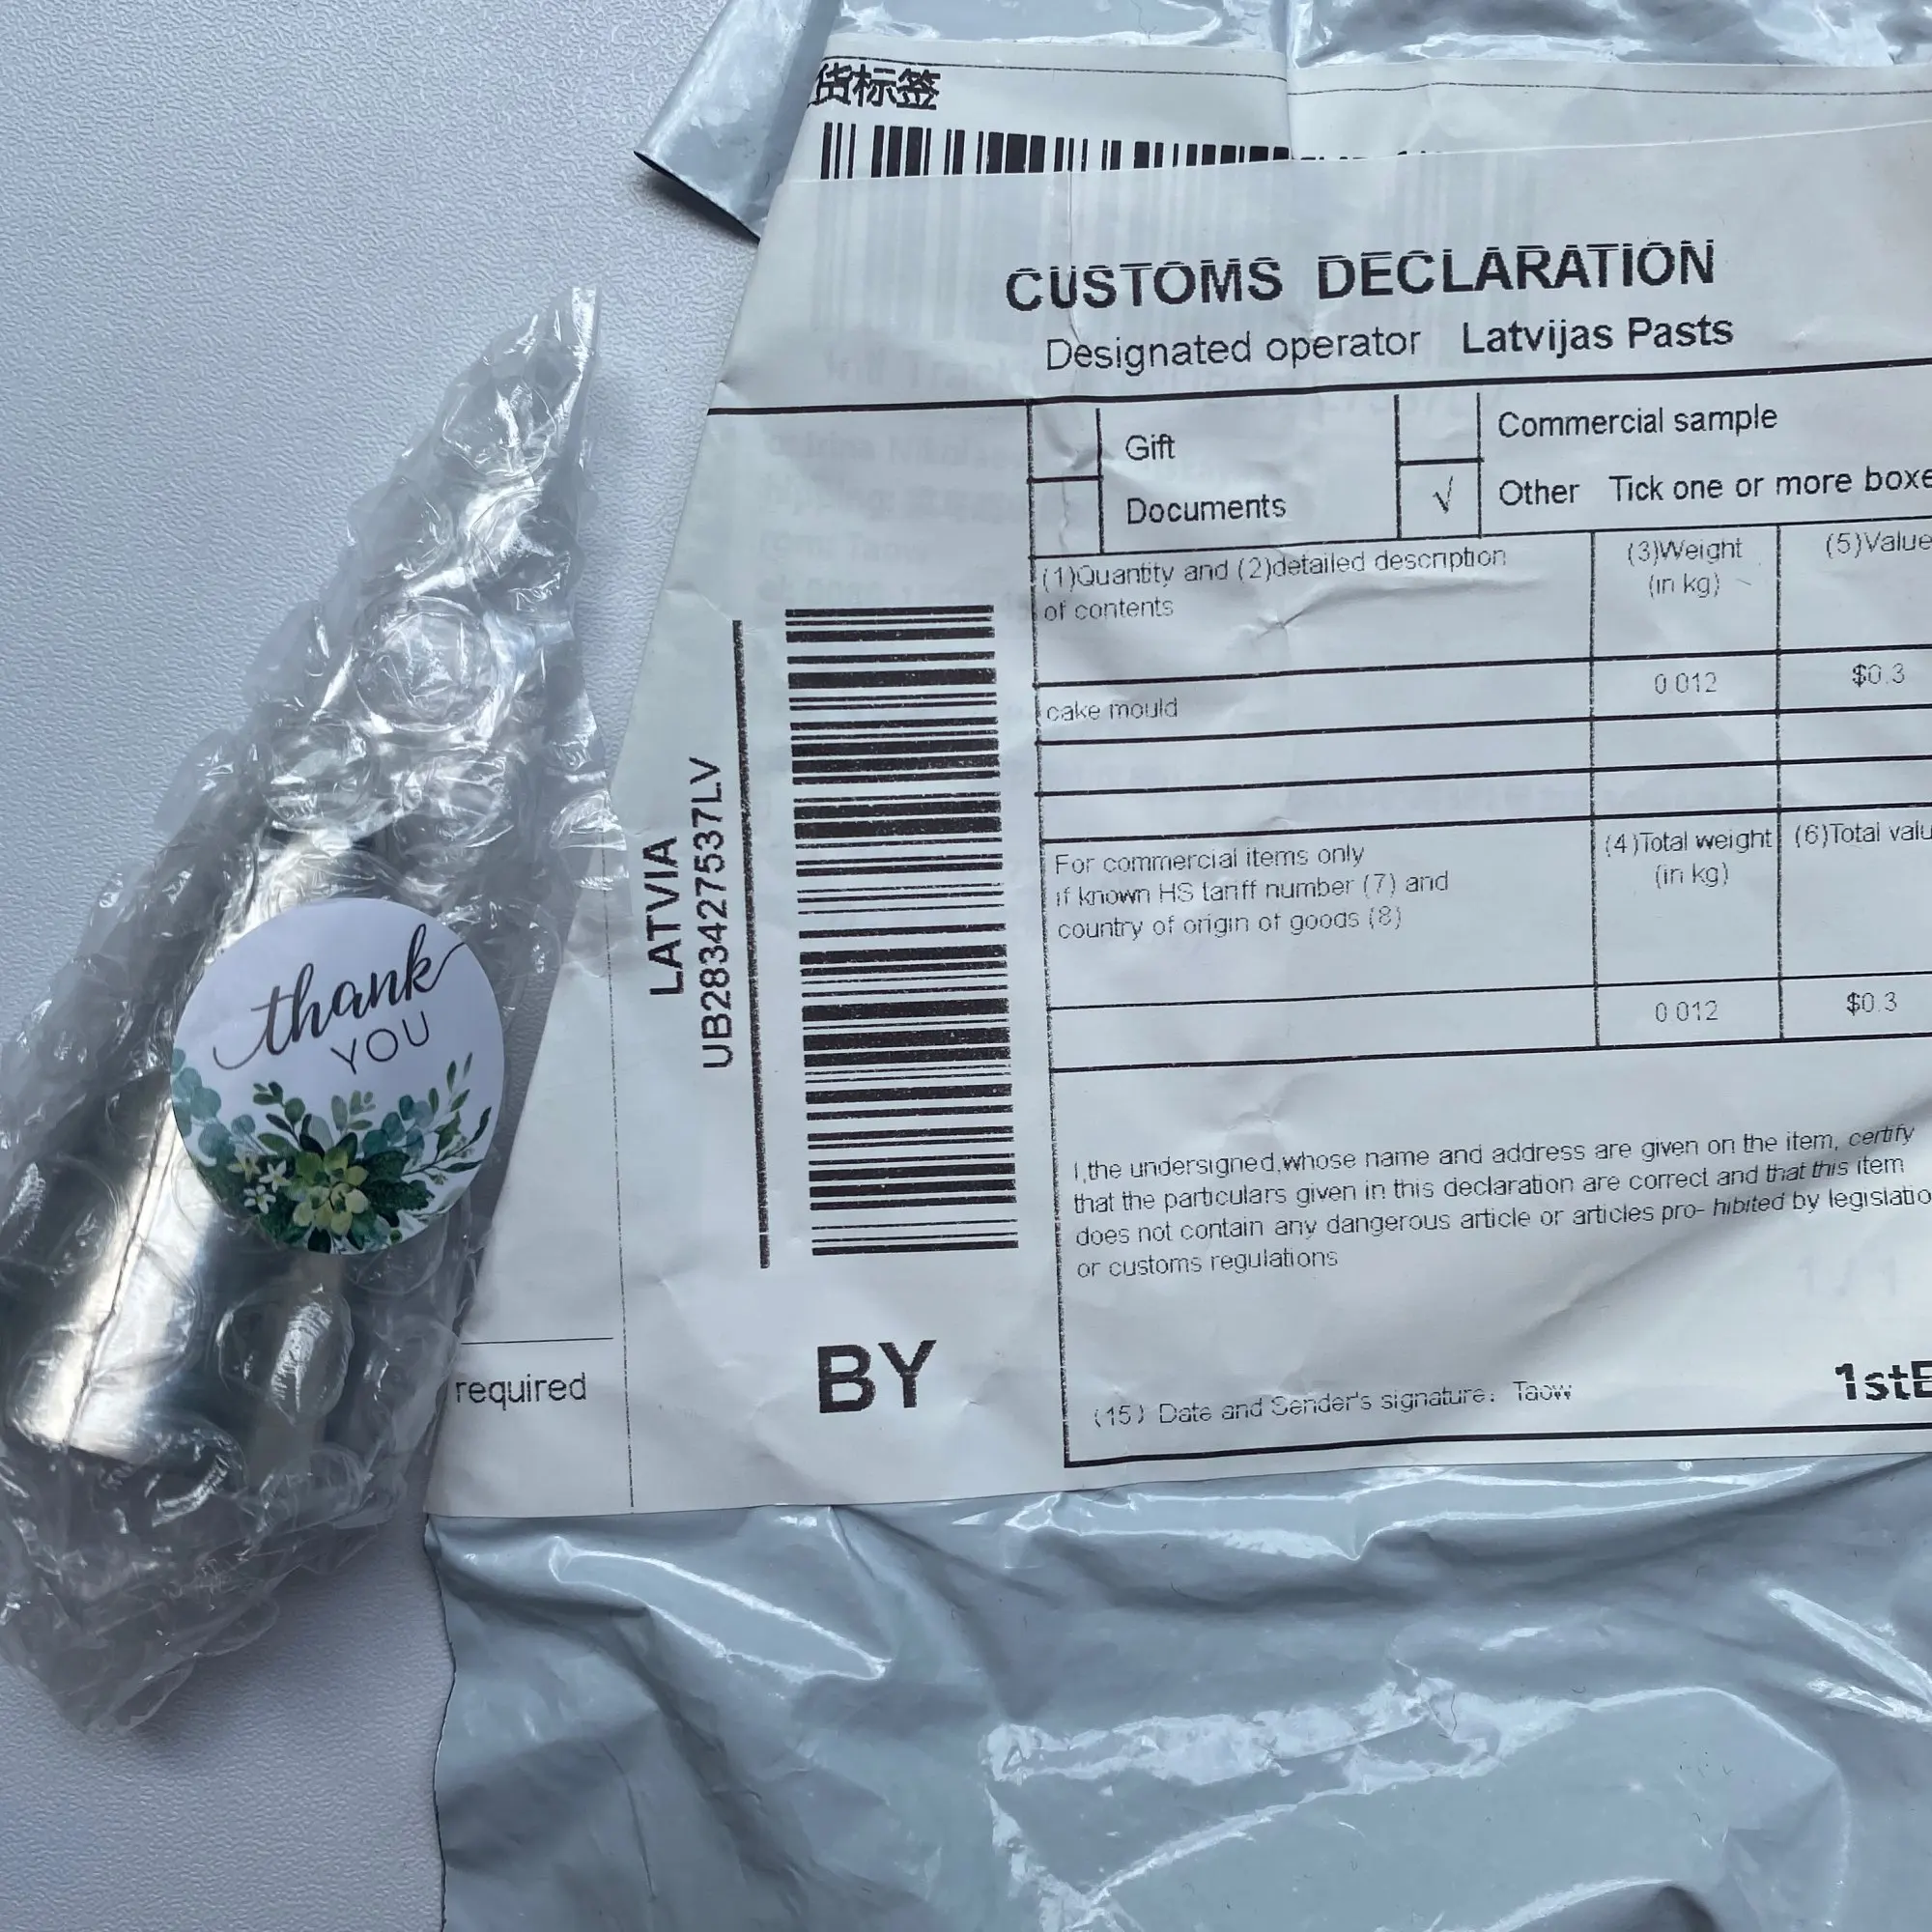 货标签
CUSTOMS DECLARATION
Designated operator Latvijas Pasts
Gift
Commercial sample
Documents
√ Other Tick one or more boxe
(1)Quantity and (2)detailed description
of contents
(3)Weight
(in kg)
(5)Value
cake mould
0.012
$0.3
For commercial items only
if known HS tariff number (7) and
country of origin of goods (8)
(4)Total weight
(in kg)
(6)Total valu
0.012
$0.3
I,the undersigned,whose name and address are given on the item, certify
that the particulars given in this declaration are correct and that this item
does not contain any dangerous article or articles pro- hibited by legislatio
or customs regulations
(15) Date and Sender's signature: Taow
1stE
LATVIA
UB283427537LV
BY
required
thank
YOU